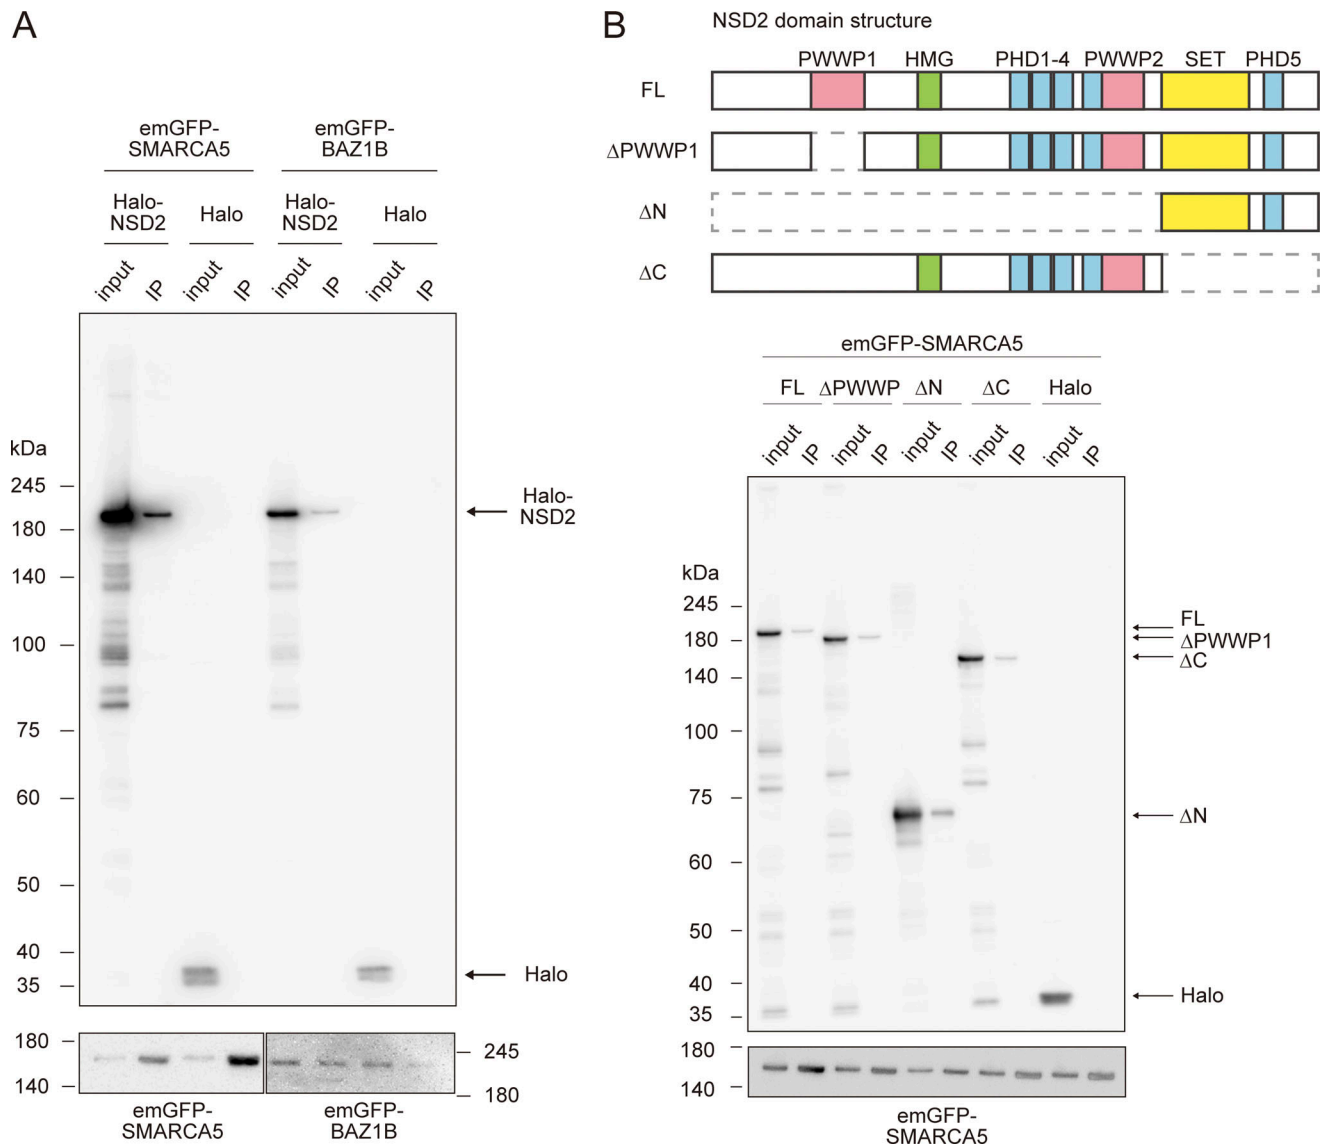 A
emGFP-
SMARCA5
emGFP-
BAZ1B
Halo-
NSD2
Halo
Halo-
NSD2
Halo
input IP input IP input IP input IP
kDa
245
180
140
100
75
60
50
40
35
Halo-
NSD2
Halo
180
140
245
180
emGFP-
SMARCA5
emGFP-
BAZ1B
B
NSD2 domain structure
PWWP1 HMG PHD1-4 PWWP2 SET PHD5
FL
ΔPWWP1
ΔN
ΔC
emGFP-SMARCA5
FL ΔPWWP ΔN ΔC Halo
input IP input IP input IP input IP input IP
kDa
245
180
140
100
75
60
50
40
35
FL
ΔPWWP1
ΔC
ΔN
Halo
180
140
emGFP-
SMARCA5